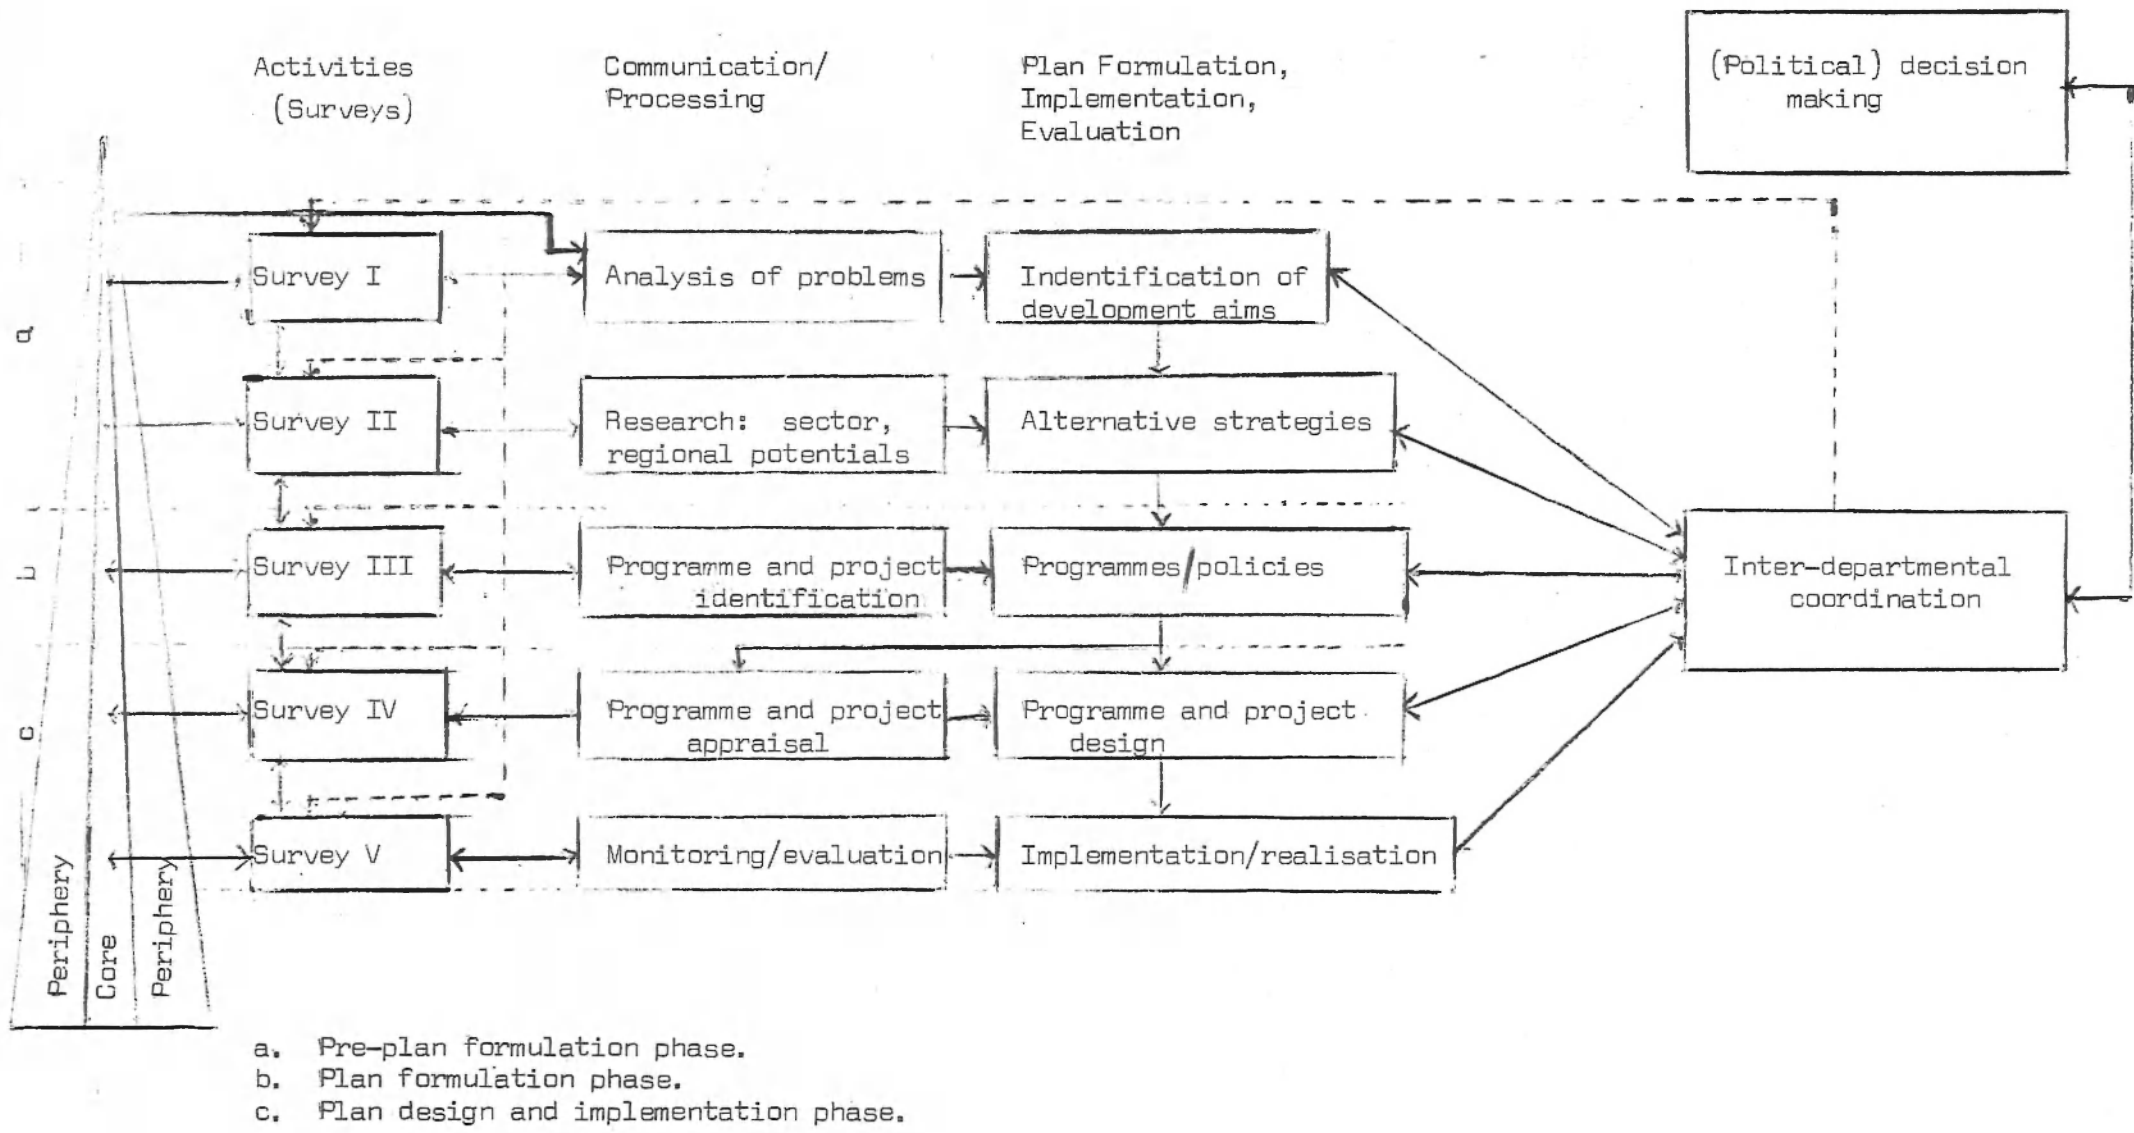 Activities
(Surveys)
Communication/
Processing
Plan Formulation,
Implementation,
Evaluation
(Political) decision
making
a
Survey I
Analysis of problems
Indentification of
development aims
Survey II
Research: sector,
regional potentials
Alternative strategies
b
Survey III
Programme and project
identification
Programmes/policies
Inter-departmental
coordination
c
Survey IV
Programme and project
appraisal
Programme and project
design
Survey V
Monitoring/evaluation
Implementation/realisation
Periphery
Core
Periphery
a. Pre-plan formulation phase.
b. Plan formulation phase.
c. Plan design and implementation phase.